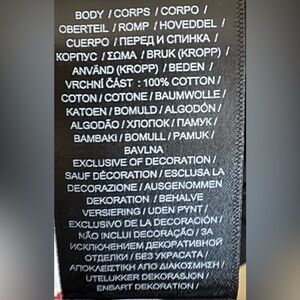 BODY / CORPS / CORPO /
OBERTEIL / ROMP / HOVEDDEL /
CUERPO / ПЕРЕД И СПИНКА /
КОРПУС / ΣΩΜΑ / BRUK (KROPP) /
ANVÄND (KROPP) / BEDEN /
VRCHNÍ ČÁST : 100% COTTON /
COTON / COTONE / BAUMWOLLE /
KATOEN / BOMULD / ALGODÓN /
ALGODÃO / ХЛОПОК / ПАМУК /
ΒΑΜΒΑΚΙ / BOMULL / PAMUK /
BAVLNA
EXCLUSIVE OF DECORATION /
SAUF DÉCORATION / ESCLUSA LA
DECORAZIONE / AUSGENOMMEN
DEKORATION / BEHALVE
VERSIERING / UDEN PYNT /
EXCLUSIVO DE LA DECORACIÓN /
NÃO INCLUI DECORAÇÃO / ЗА
ИСКЛЮЧЕНИЕМ ДЕКОРАТИВНОЙ
ОТДЕЛКИ / БЕЗ УКРАСАТА /
ΑΠΟΚΛΕΙΣΤΙΚΗ ΑΠΟ ΔΙΑΚΟΣΜΗΣΗ /
UTELUKKER DEKORASJON /
ENBART DEKORATION /